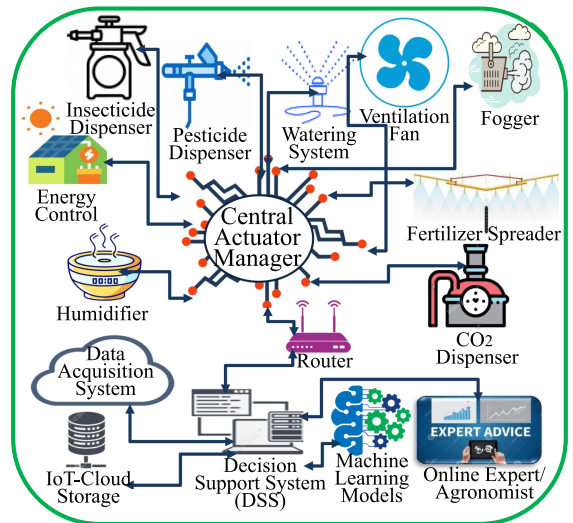 Insecticide
Dispenser
Pesticide
Dispenser
Watering
System
Ventilation
Fan
Fogger
Energy
Control
Central
Actuator
Manager
Fertilizer Spreader
Humidifier
CO2
Dispenser
Router
Data
Acquisition
System
EXPERT ADVICE
IoT-Cloud
Storage
Decision
Support System
(DSS)
Machine
Learning
Models
Online Expert/
Agronomist